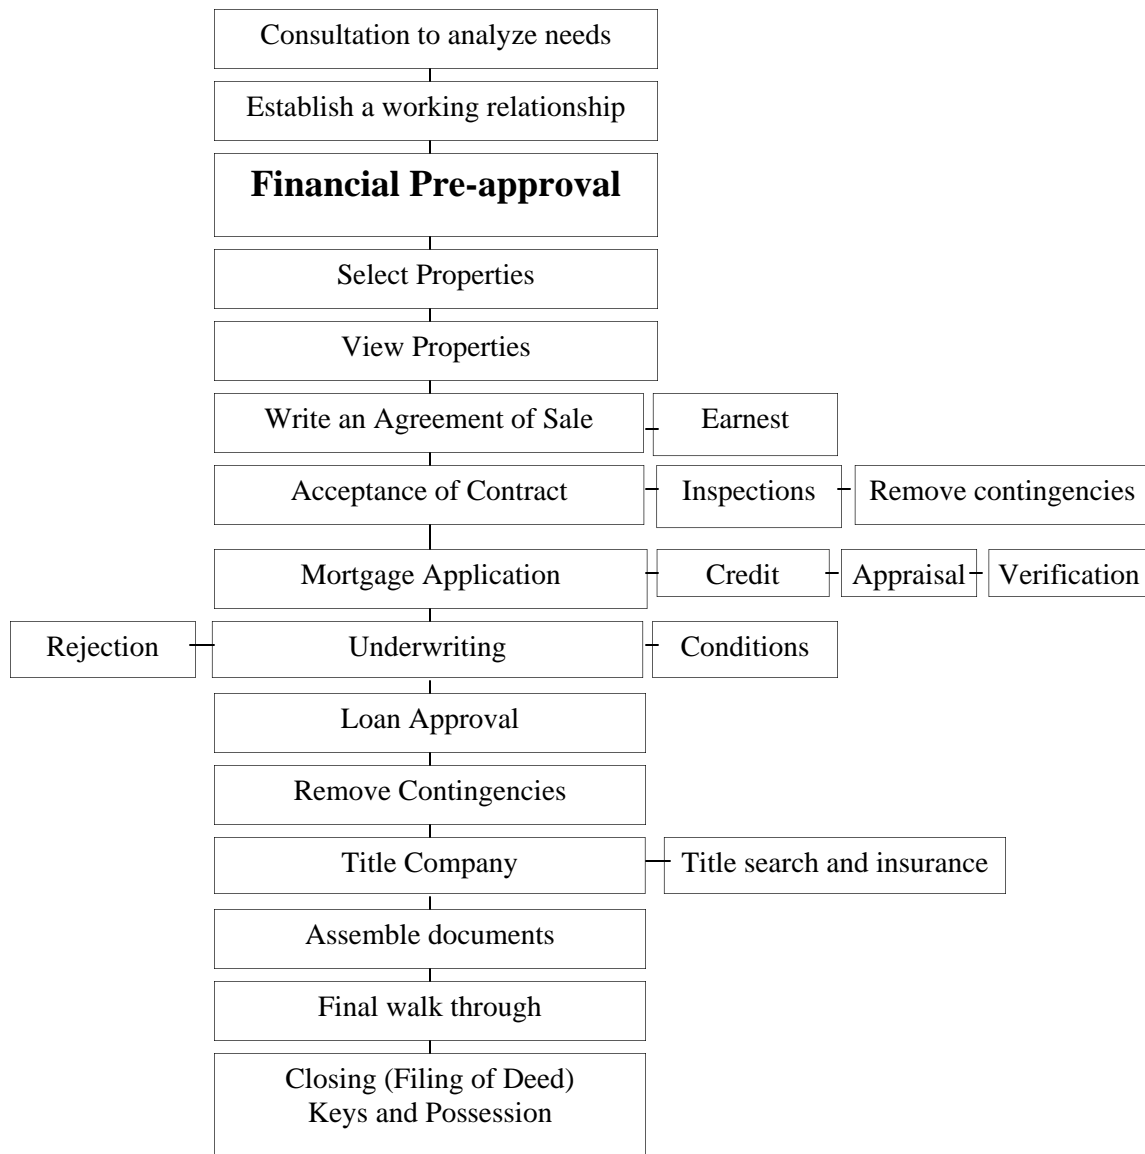 Consultation to analyze needs
Establish a working relationship
Financial Pre-approval
Select Properties
View Properties
Write an Agreement of Sale
Earnest
Acceptance of Contract
Inspections
Remove contingencies
Mortgage Application
Credit
Appraisal
Verification
Rejection
Underwriting
Conditions
Loan Approval
Remove Contingencies
Title Company
Title search and insurance
Assemble documents
Final walk through
Closing (Filing of Deed)
Keys and Possession